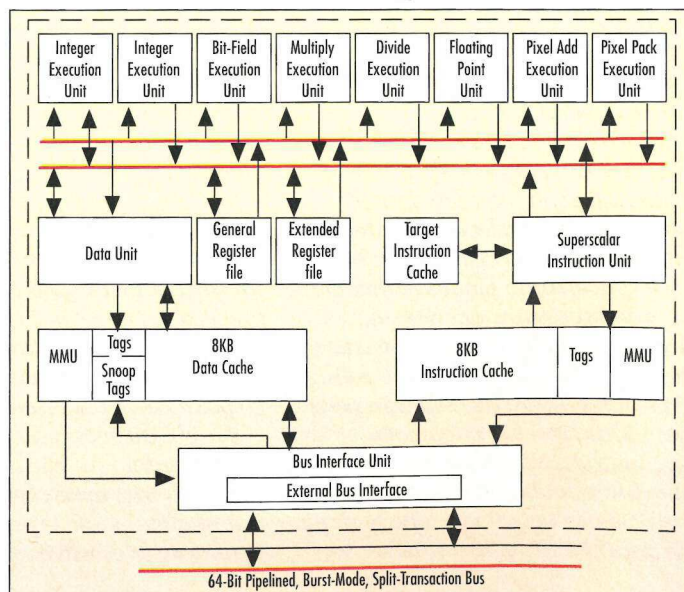 Integer
Execution
Unit
Integer
Execution
Unit
Bit-Field
Execution
Unit
Multiply
Execution
Unit
Divide
Execution
Unit
Floating
Point
Unit
Pixel Add
Execution
Unit
Pixel Pack
Execution
Unit
Data Unit
General
Register
file
Extended
Register
file
Target
Instruction
Cache
Superscalar
Instruction Unit
MMU
Tags
Snoop
Tags
8KB
Data Cache
8KB
Instruction Cache
Tags
MMU
Bus Interface Unit
External Bus Interface
64-Bit Pipelined, Burst-Mode, Split-Transaction Bus